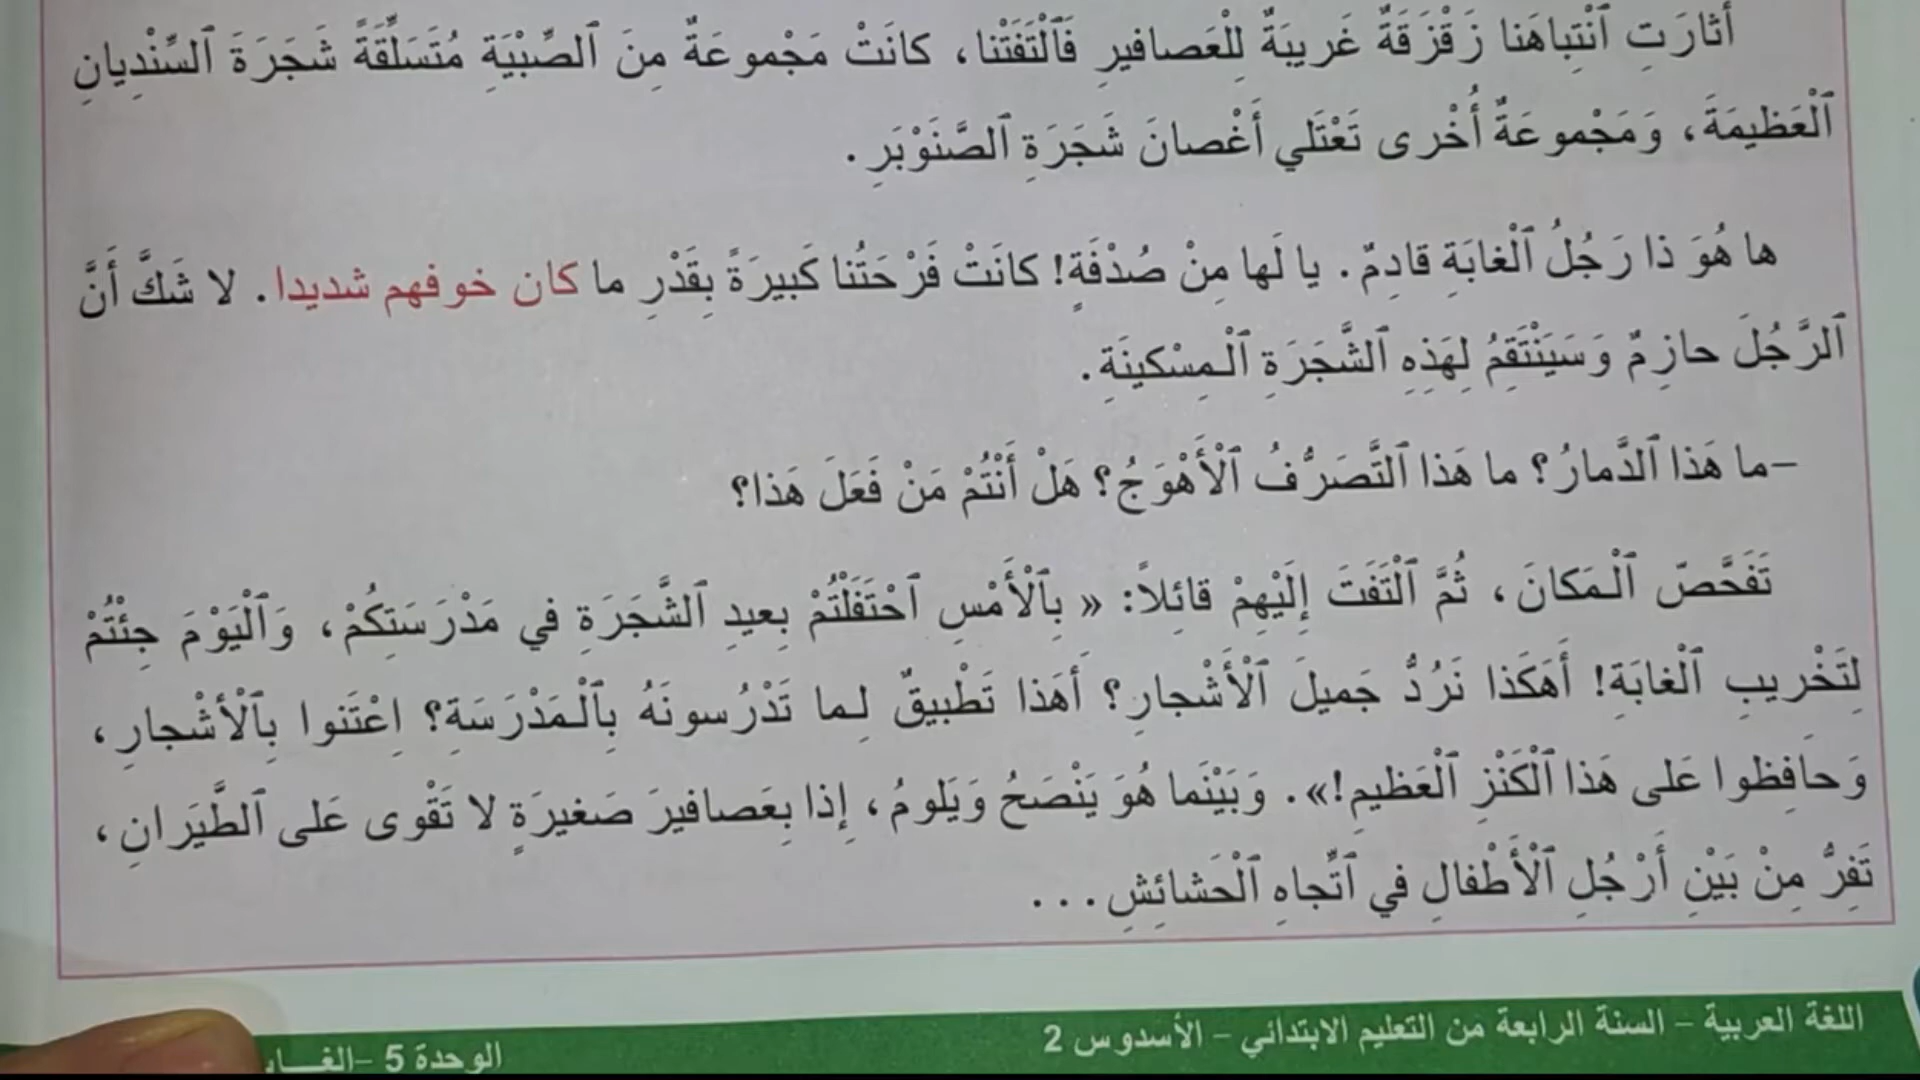 أَثارَتِ ٱنْتِباهَنا زَقْزَقَةٌ غَريبَةٌ لِلْعَصافيرِ فَٱلْتَفَتْنا، كانَتْ مَجْموعَةٌ مِنَ ٱلصِّبْيَةِ مُتَسَلِّقَةً شَجَرَةَ ٱلسِّنْدِيانِ
ٱلْعَظيمَةَ، وَمَجْموعَةٌ أُخْرى تَعْتَلي أَغْصانَ شَجَرَةِ ٱلصَّنَوْبَرِ.
ها هُوَ ذا رَجُلُ ٱلْغابَةِ قادِمٌ. يا لَها مِنْ صُدْفَةٍ! كانَتْ فَرْحَتُنا كَبيرَةً بِقَدْرِ ما كان خوفهم شديدا. لا شَكَّ أَنَّ
ٱلرَّجُلَ حازِمٌ وَسَيَنْتَقِمُ لِهَذِهِ ٱلشَّجَرَةِ ٱلْمِسْكينَةِ.
–ما هَذا ٱلدَّمارُ؟ ما هَذا ٱلتَّصَرُّفُ ٱلْأَهْوَجُ؟ هَلْ أَنْتُمْ مَنْ فَعَلَ هَذا؟
تَفَحَّصَ ٱلْمَكانَ، ثُمَّ ٱلْتَفَتَ إِلَيْهِمْ قائِلاً: « بِٱلْأَمْسِ ٱحْتَفَلْتُمْ بِعيدِ ٱلشَّجَرَةِ في مَدْرَسَتِكُمْ، وَٱلْيَوْمَ جِئْتُمْ
لِتَخْريبِ ٱلْغابَةِ! أَهَكَذا نَرُدُّ جَميلَ ٱلْأَشْجارِ؟ أَهَذا تَطْبيقٌ لِما تَدْرُسونَهُ بِٱلْمَدْرَسَةِ؟ اِعْتَنوا بِٱلْأَشْجارِ،
وَحافِظوا عَلى هَذا ٱلْكَنْزِ ٱلْعَظيمِ!». وَبَيْنَما هُوَ يَنْصَحُ وَيَلومُ، إِذا بِعَصافيرَ صَغيرَةٍ لا تَقْوى عَلى ٱلطَّيَرانِ،
تَفِرُّ مِنْ بَيْنِ أَرْجُلِ ٱلْأَطْفالِ في ٱتِّجاهِ ٱلْحَشائِشِ...
اللغة العربية – السنة الرابعة من التعليم الابتدائي – الأسدوس 2
الوحدة 5 –